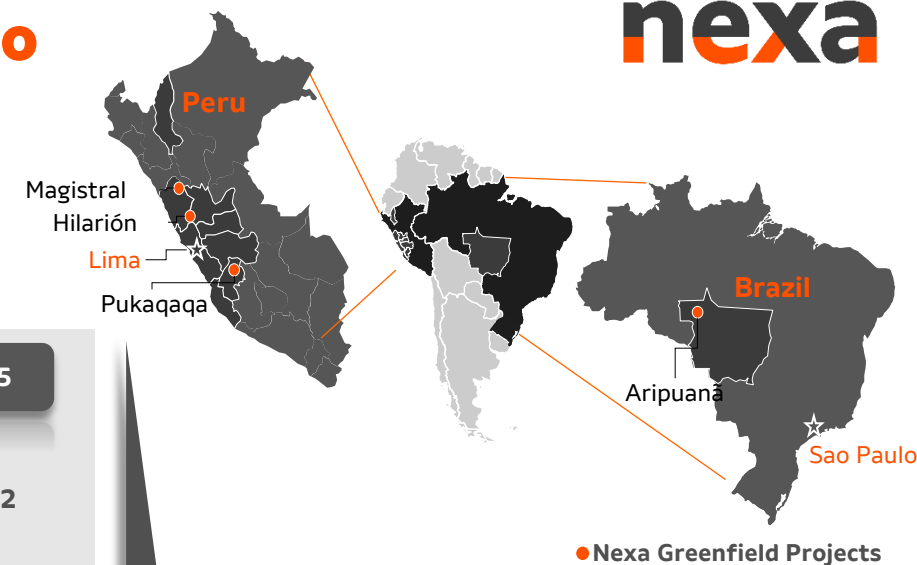 o
nexa
Peru
Magistral
Hilarión
Lima
Pukaqaqa
Brazil
Aripuanã
Sao Paulo
5
2
Nexa Greenfield Projects